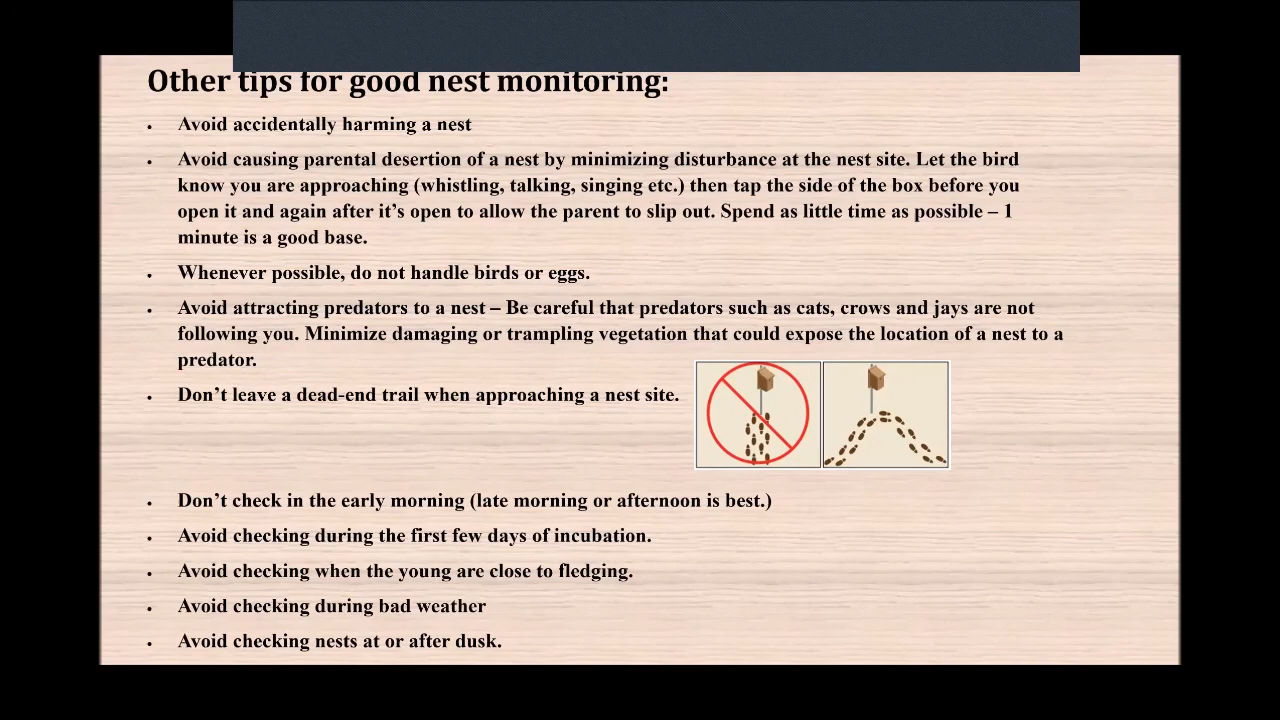 Other tips for good nest monitoring:
• Avoid accidentally harming a nest
• Avoid causing parental desertion of a nest by minimizing disturbance at the nest site. Let the bird
know you are approaching (whistling, talking, singing etc.) then tap the side of the box before you
open it and again after it’s open to allow the parent to slip out. Spend as little time as possible – 1
minute is a good base.
• Whenever possible, do not handle birds or eggs.
• Avoid attracting predators to a nest – Be careful that predators such as cats, crows and jays are not
following you. Minimize damaging or trampling vegetation that could expose the location of a nest to a
predator.
• Don’t leave a dead-end trail when approaching a nest site.
• Don’t check in the early morning (late morning or afternoon is best.)
• Avoid checking during the first few days of incubation.
• Avoid checking when the young are close to fledging.
• Avoid checking during bad weather
• Avoid checking nests at or after dusk.